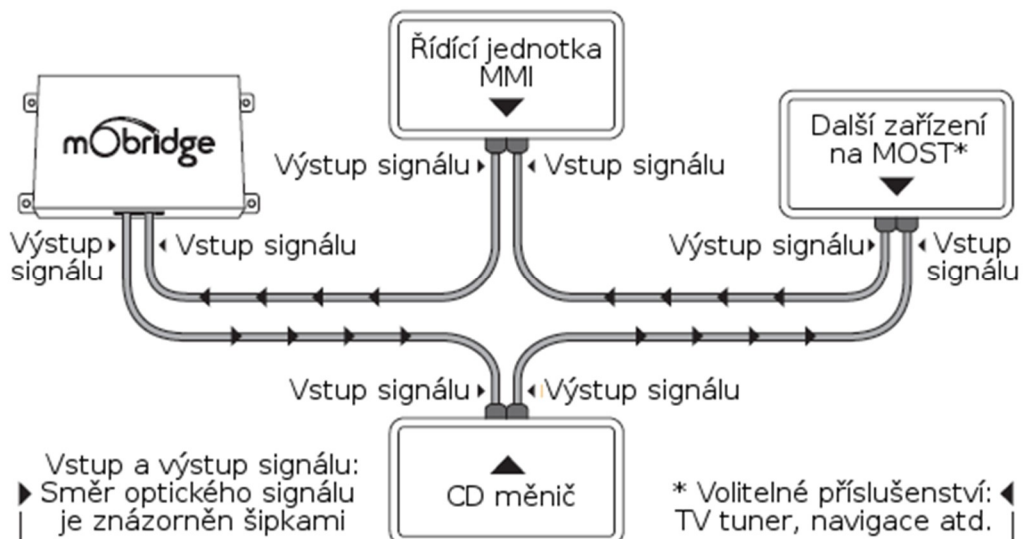 Řídící jednotka
MMI
mObridge
Další zařízení
na MOST*
Výstup signálu
Vstup signálu
Výstup
signálu
Vstup signálu
Výstup signálu
Vstup
signálu
Vstup signálu
Výstup signálu
CD měnič
Vstup a výstup signálu:
Směr optického signálu
je znázorněn šipkami
* Volitelné příslušenství:
TV tuner, navigace atd.